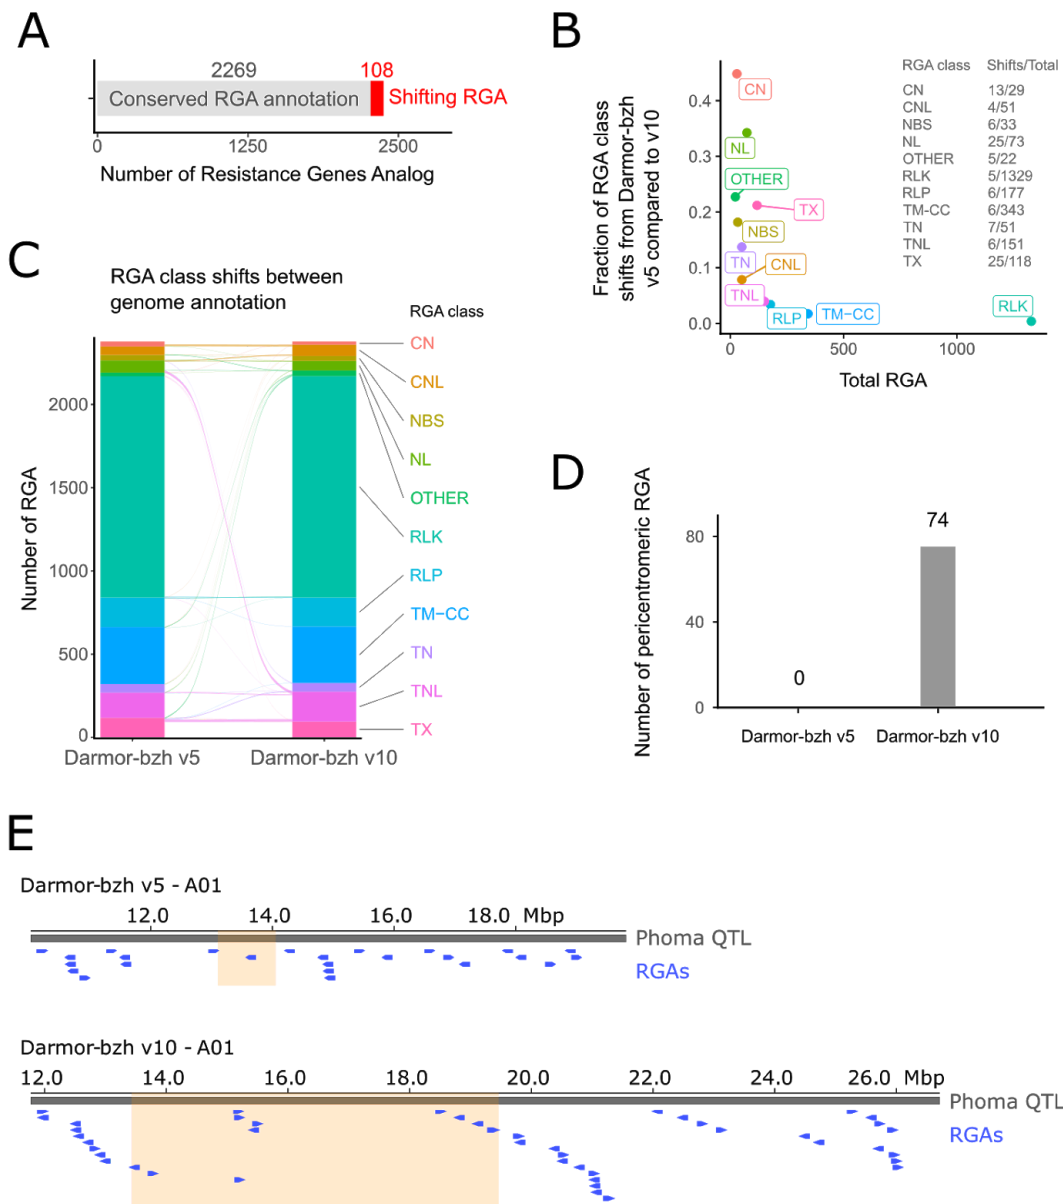 A
2269
108
Conserved RGA annotation
Shifting RGA
0
1250
2500
Number of Resistance Genes Analog
B
Fraction of RGA class
shifts from Darmor-bzh
v5 compared to v10
0.4
0.3
0.2
0.1
0.0
CN
NL
OTHER
TX
NBS
TN
CNL
TNL
RLP
TM−CC
RLK
0
500
1000
Total RGA
RGA class Shifts/Total
CN 13/29
CNL 4/51
NBS 6/33
NL 25/73
OTHER 5/22
RLK 5/1329
RLP 6/177
TM-CC 6/343
TN 7/51
TNL 6/151
TX 25/118
C
RGA class shifts between
genome annotation
RGA class
Number of RGA
2000
1500
1000
500
0
CN
CNL
NBS
NL
OTHER
RLK
RLP
TM−CC
TN
TNL
TX
Darmor-bzh v5
Darmor-bzh v10
D
Number of pericentromeric RGA
80
40
0
0
74
Darmor-bzh v5
Darmor-bzh v10
E
Darmor-bzh v5 - A01
12.0 14.0 16.0 18.0 Mbp
Phoma QTL
RGAs
Darmor-bzh v10 - A01
12.0 14.0 16.0 18.0 20.0 22.0 24.0 26.0 Mbp
Phoma QTL
RGAs